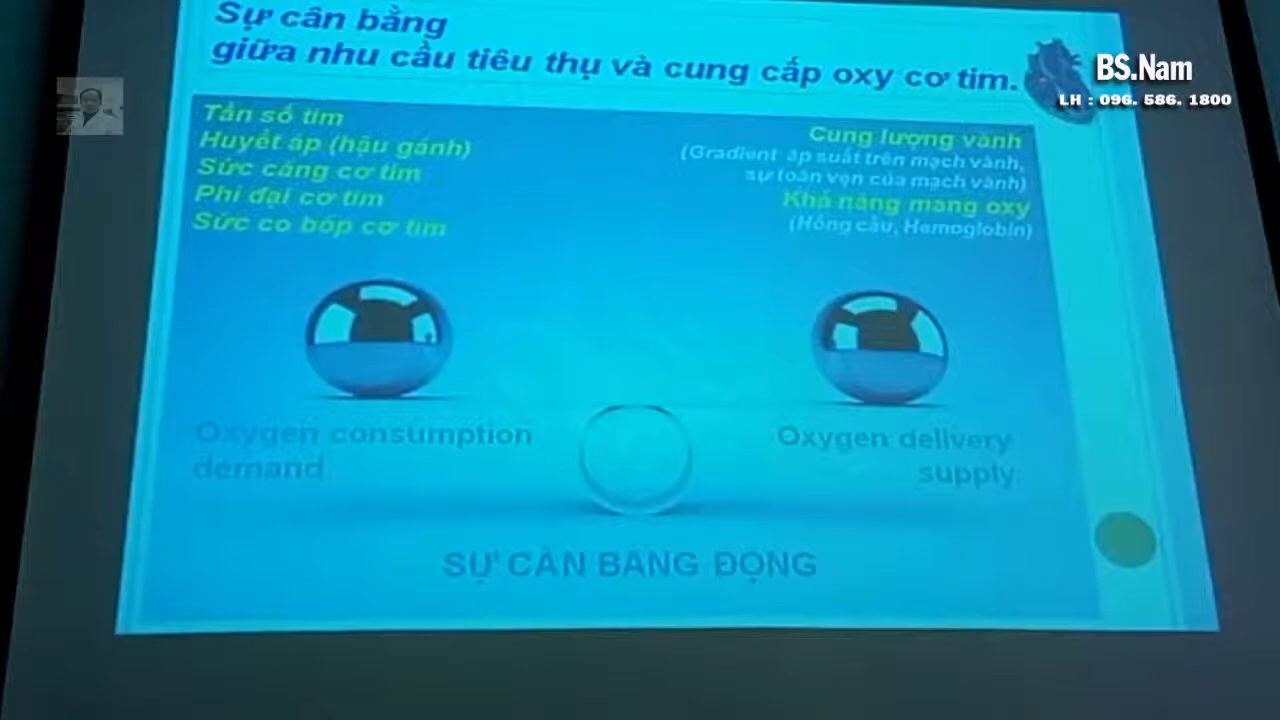 Sự cân bằng
giữa nhu cầu tiêu thụ và cung cấp oxy cơ tim.
BS.Nam
LH : 096. 586. 1800
Tần số tim
Huyết áp (hậu gánh)
Sức căng cơ tim
Phì đại cơ tim
Sức co bóp cơ tim
Cung lượng vành
(Gradient áp suất trên mạch vành,
sự toàn vẹn của mạch vành)
Khả năng mang oxy
(Hồng cầu, Hemoglobin)
Oxygen consumption
demand
Oxygen delivery
supply
SỰ CÂN BẰNG ĐỘNG